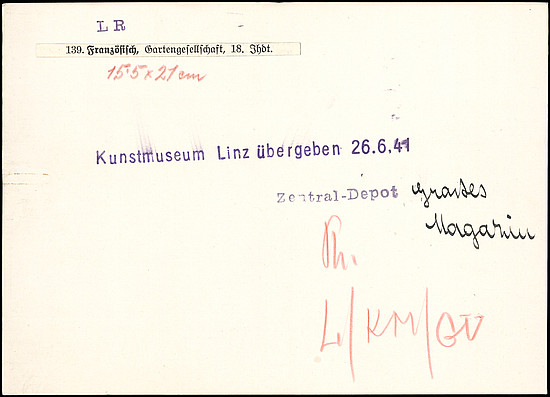 LR
139. Französisch, Gartengesellschaft, 18. Jhdt.
15·5 x 21 cm
Kunstmuseum Linz übergeben 26.6.41
Zentral-Depot
Magazin
Ph.
L/KM/GV